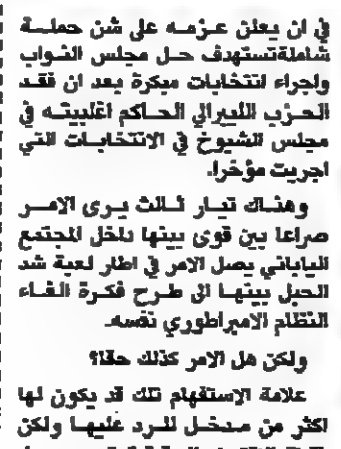 في ان يعلن عزمه على شن حملة
شاملة تستهدف حل مجلس النواب
واجراء انتخابات مبكرة بعد ان فقد
الحزب الليبرالي الحاكم اغلبيته في
مجلس الشيوخ في الانتخابات التي
اجريت مؤخرا.
وهناك تيار ثالث يرى الامر
صراعا بين قوى بينها داخل المجتمع
الياباني يصل الامر في اطار لعبة شد
الحبل بينها الى طرح فكرة الغاء
النظام الامبراطوري نفسه.
ولكن هل الامر كذلك حقا؟
علامة الاستفهام تلك قد يكون لها
اكثر من مدخل للرد عليها ولكن